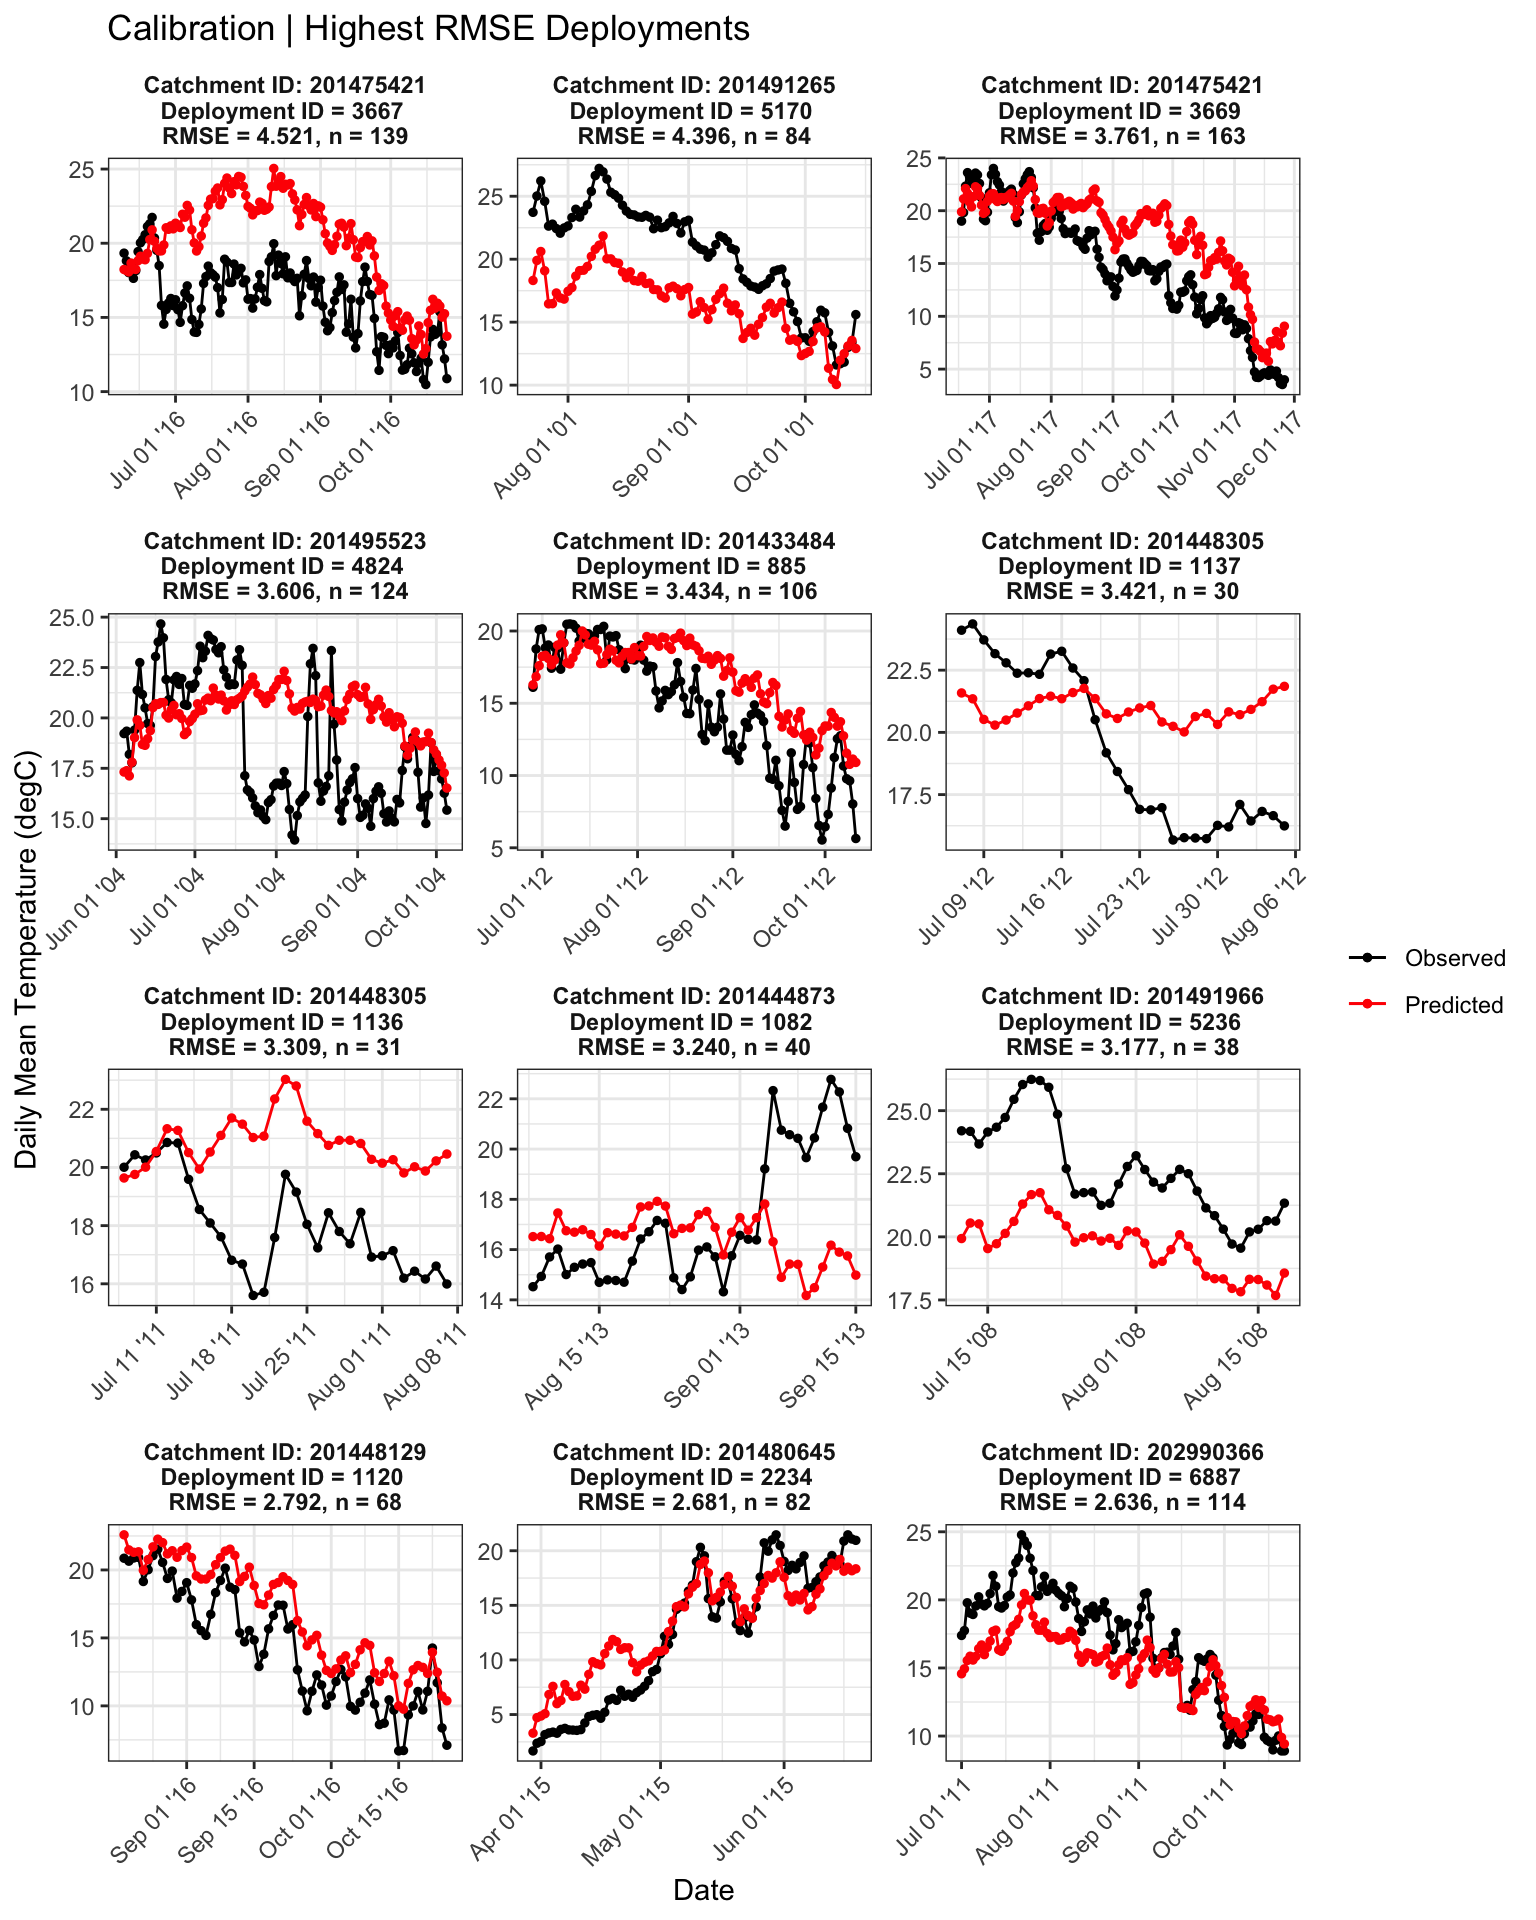 Calibration | Highest RMSE Deployments
Catchment ID: 201475421
Deployment ID = 3667
RMSE = 4.521, n = 139
Catchment ID: 201491265
Deployment ID = 5170
RMSE = 4.396, n = 84
Catchment ID: 201475421
Deployment ID = 3669
RMSE = 3.761, n = 163
25
20
15
10
Jul 01 '16
Aug 01 '16
Sep 01 '16
Oct 01 '16
25
20
15
10
Aug 01 '01
Sep 01 '01
Oct 01 '01
25
20
15
10
5
Jul 01 '17
Aug 01 '17
Sep 01 '17
Oct 01 '17
Nov 01 '17
Dec 01 '17
Catchment ID: 201495523
Deployment ID = 4824
RMSE = 3.606, n = 124
Catchment ID: 201433484
Deployment ID = 885
RMSE = 3.434, n = 106
Catchment ID: 201448305
Deployment ID = 1137
RMSE = 3.421, n = 30
25.0
22.5
20.0
17.5
15.0
Jun 01 '04
Jul 01 '04
Aug 01 '04
Sep 01 '04
Oct 01 '04
20
15
10
5
Jul 01 '12
Aug 01 '12
Sep 01 '12
Oct 01 '12
22.5
20.0
17.5
Jul 09 '12
Jul 16 '12
Jul 23 '12
Jul 30 '12
Aug 06 '12
Daily Mean Temperature (degC)
Observed
Predicted
Catchment ID: 201448305
Deployment ID = 1136
RMSE = 3.309, n = 31
Catchment ID: 201444873
Deployment ID = 1082
RMSE = 3.240, n = 40
Catchment ID: 201491966
Deployment ID = 5236
RMSE = 3.177, n = 38
22
20
18
16
Jul 11 '11
Jul 18 '11
Jul 25 '11
Aug 01 '11
Aug 08 '11
22
20
18
16
14
Aug 15 '13
Sep 01 '13
Sep 15 '13
25.0
22.5
20.0
17.5
Jul 15 '08
Aug 01 '08
Aug 15 '08
Catchment ID: 201448129
Deployment ID = 1120
RMSE = 2.792, n = 68
Catchment ID: 201480645
Deployment ID = 2234
RMSE = 2.681, n = 82
Catchment ID: 202990366
Deployment ID = 6887
RMSE = 2.636, n = 114
20
15
10
Sep 01 '16
Sep 15 '16
Oct 01 '16
Oct 15 '16
20
15
10
5
Apr 01 '15
May 01 '15
Jun 01 '15
25
20
15
10
Jul 01 '11
Aug 01 '11
Sep 01 '11
Oct 01 '11
Date